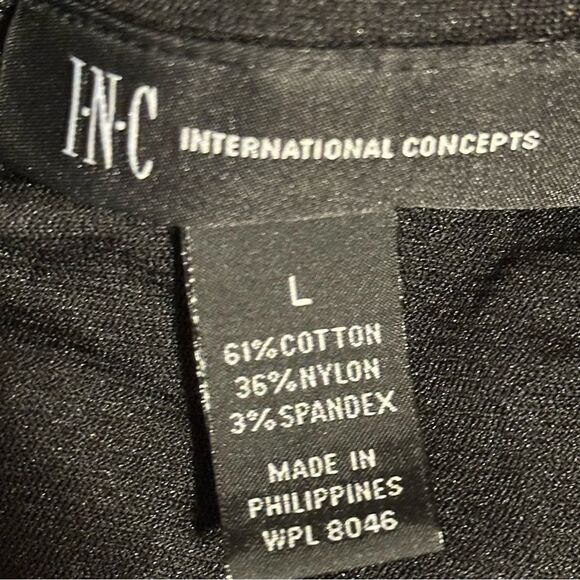 I·N·C INTERNATIONAL CONCEPTS
L
61% COTTON
36% NYLON
3% SPANDEX
MADE IN
PHILIPPINES
WPL 8046